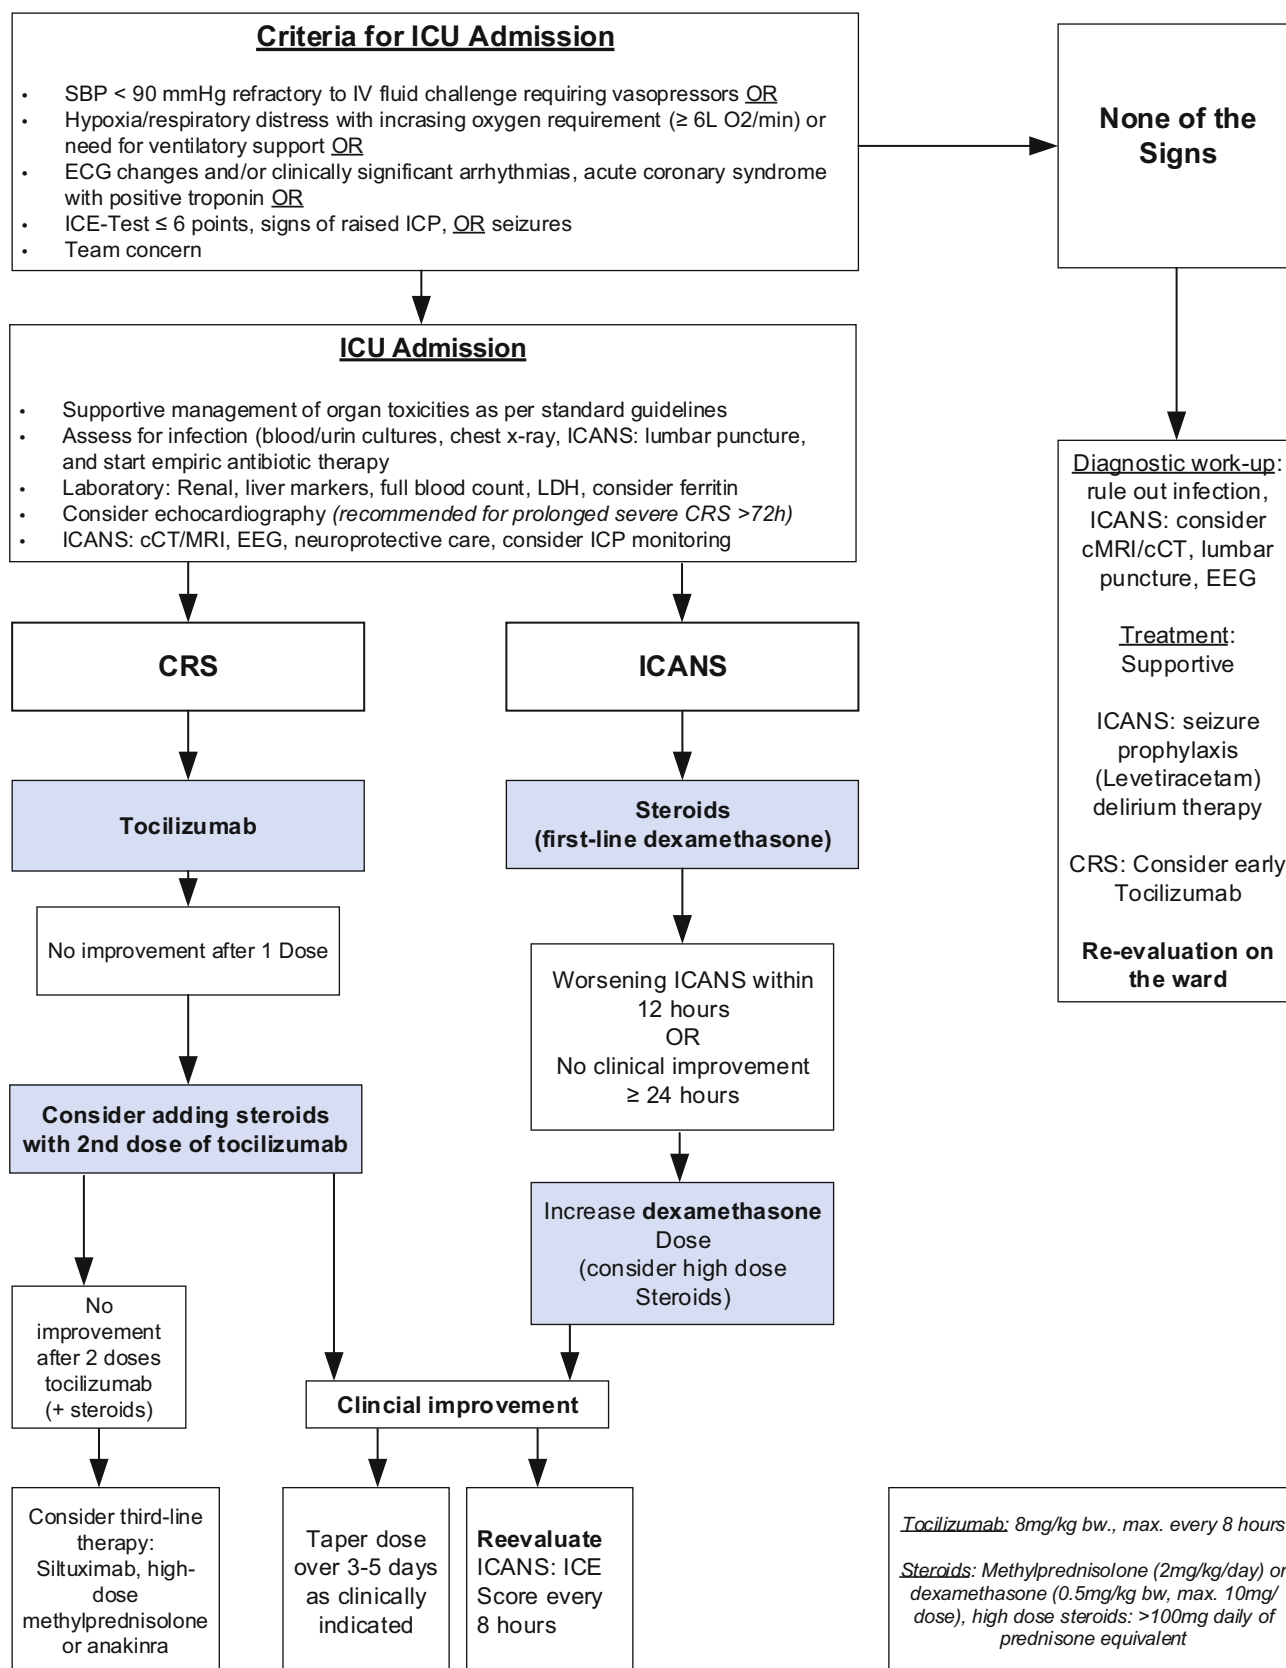 Criteria for ICU Admission
• SBP < 90 mmHg refractory to IV fluid challenge requiring vasopressors OR
• Hypoxia/respiratory distress with incrasing oxygen requirement (≥ 6L O2/min) or
need for ventilatory support OR
• ECG changes and/or clinically significant arrhythmias, acute coronary syndrome
with positive troponin OR
• ICE-Test ≤ 6 points, signs of raised ICP, OR seizures
• Team concern
None of the
Signs
ICU Admission
• Supportive management of organ toxicities as per standard guidelines
• Assess for infection (blood/urin cultures, chest x-ray, ICANS: lumbar puncture,
and start empiric antibiotic therapy
• Laboratory: Renal, liver markers, full blood count, LDH, consider ferritin
• Consider echocardiography (recommended for prolonged severe CRS >72h)
• ICANS: cCT/MRI, EEG, neuroprotective care, consider ICP monitoring
Diagnostic work-up:
rule out infection,
ICANS: consider
cMRI/cCT, lumbar
puncture, EEG
Treatment:
Supportive
ICANS: seizure
prophylaxis
(Levetiracetam)
delirium therapy
CRS: Consider early
Tocilizumab
Re-evaluation on
the ward
CRS
ICANS
Tocilizumab
Steroids
(first-line dexamethasone)
No improvement after 1 Dose
Worsening ICANS within
12 hours
OR
No clinical improvement
≥ 24 hours
Consider adding steroids
with 2nd dose of tocilizumab
Increase dexamethasone
Dose
(consider high dose
Steroids)
No
improvement
after 2 doses
tocilizumab
(+ steroids)
Clincial improvement
Consider third-line
therapy:
Siltuximab, high-
dose
methylprednisolone
or anakinra
Taper dose
over 3-5 days
as clinically
indicated
Reevaluate
ICANS: ICE
Score every
8 hours
Tocilizumab: 8mg/kg bw., max. every 8 hours
Steroids: Methylprednisolone (2mg/kg/day) or
dexamethasone (0.5mg/kg bw, max. 10mg/
dose), high dose steroids: >100mg daily of
prednisone equivalent